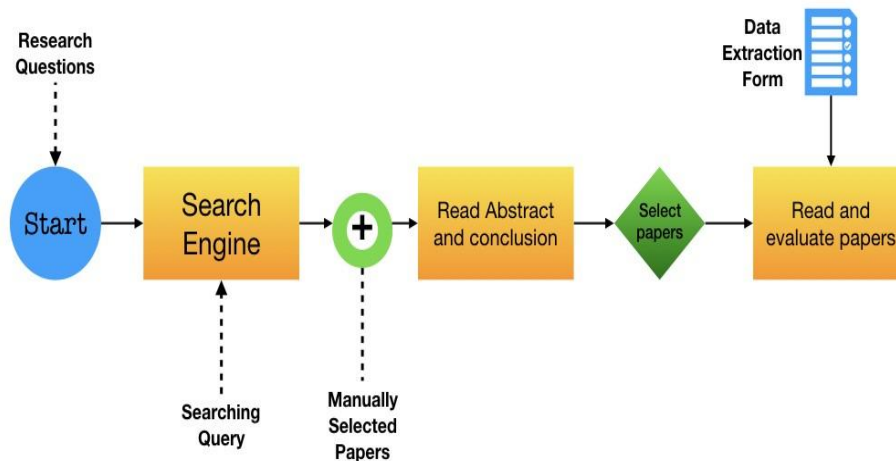 Research
Questions
Data
Extraction
Form
Start
Search
Engine
+
Read Abstract
and conclusion
Select
papers
Read and
evaluate papers
Searching
Query
Manually
Selected
Papers